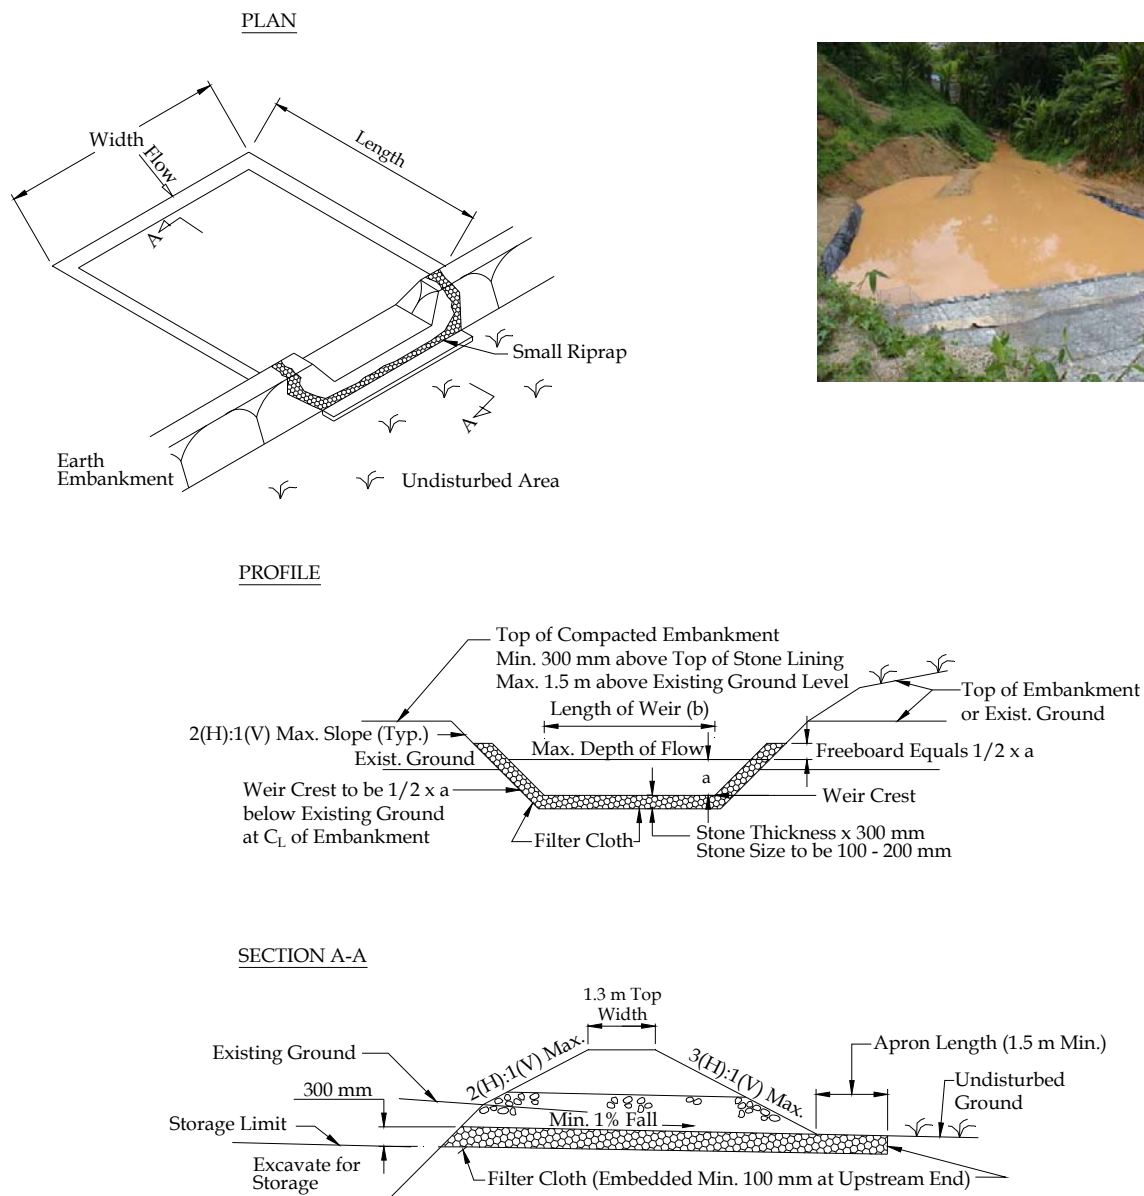 PLAN
Width
Flow
Length
A
Small Riprap
A
Earth
Embankment
Undisturbed Area
PROFILE
Top of Compacted Embankment
Min. 300 mm above Top of Stone Lining
Max. 1.5 m above Existing Ground Level
Length of Weir (b)
Top of Embankment
or Exist. Ground
2(H):1(V) Max. Slope (Typ.)
Max. Depth of Flow
Freeboard Equals 1/2 x a
Exist. Ground
a
Weir Crest to be 1/2 x a
below Existing Ground
at CL of Embankment
Weir Crest
Filter Cloth
Stone Thickness x 300 mm
Stone Size to be 100 - 200 mm
SECTION A-A
1.3 m Top
Width
Existing Ground
2(H):1(V) Max.
3(H):1(V) Max.
Apron Length (1.5 m Min.)
300 mm
Undisturbed
Ground
Storage Limit
Min. 1% Fall
Excavate for
Storage
Filter Cloth (Embedded Min. 100 mm at Upstream End)